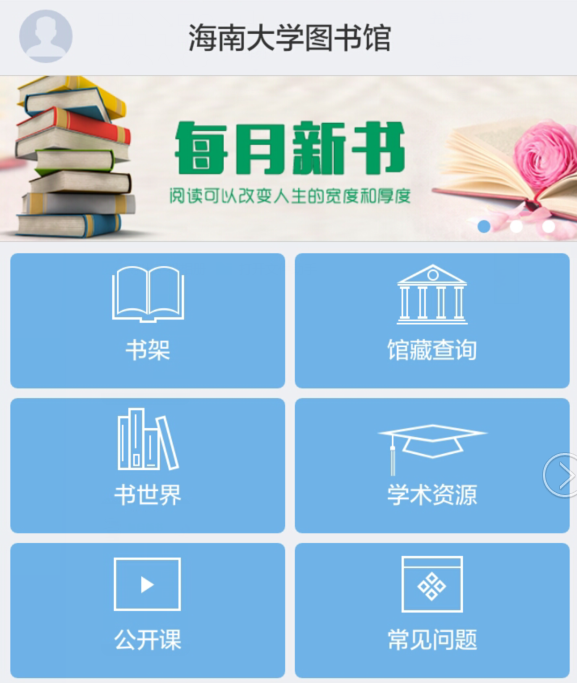 海南大学图书馆
每月新书
阅读可以改变人生的宽度和厚度
书架
馆藏查询
书世界
学术资源
公开课
常见问题